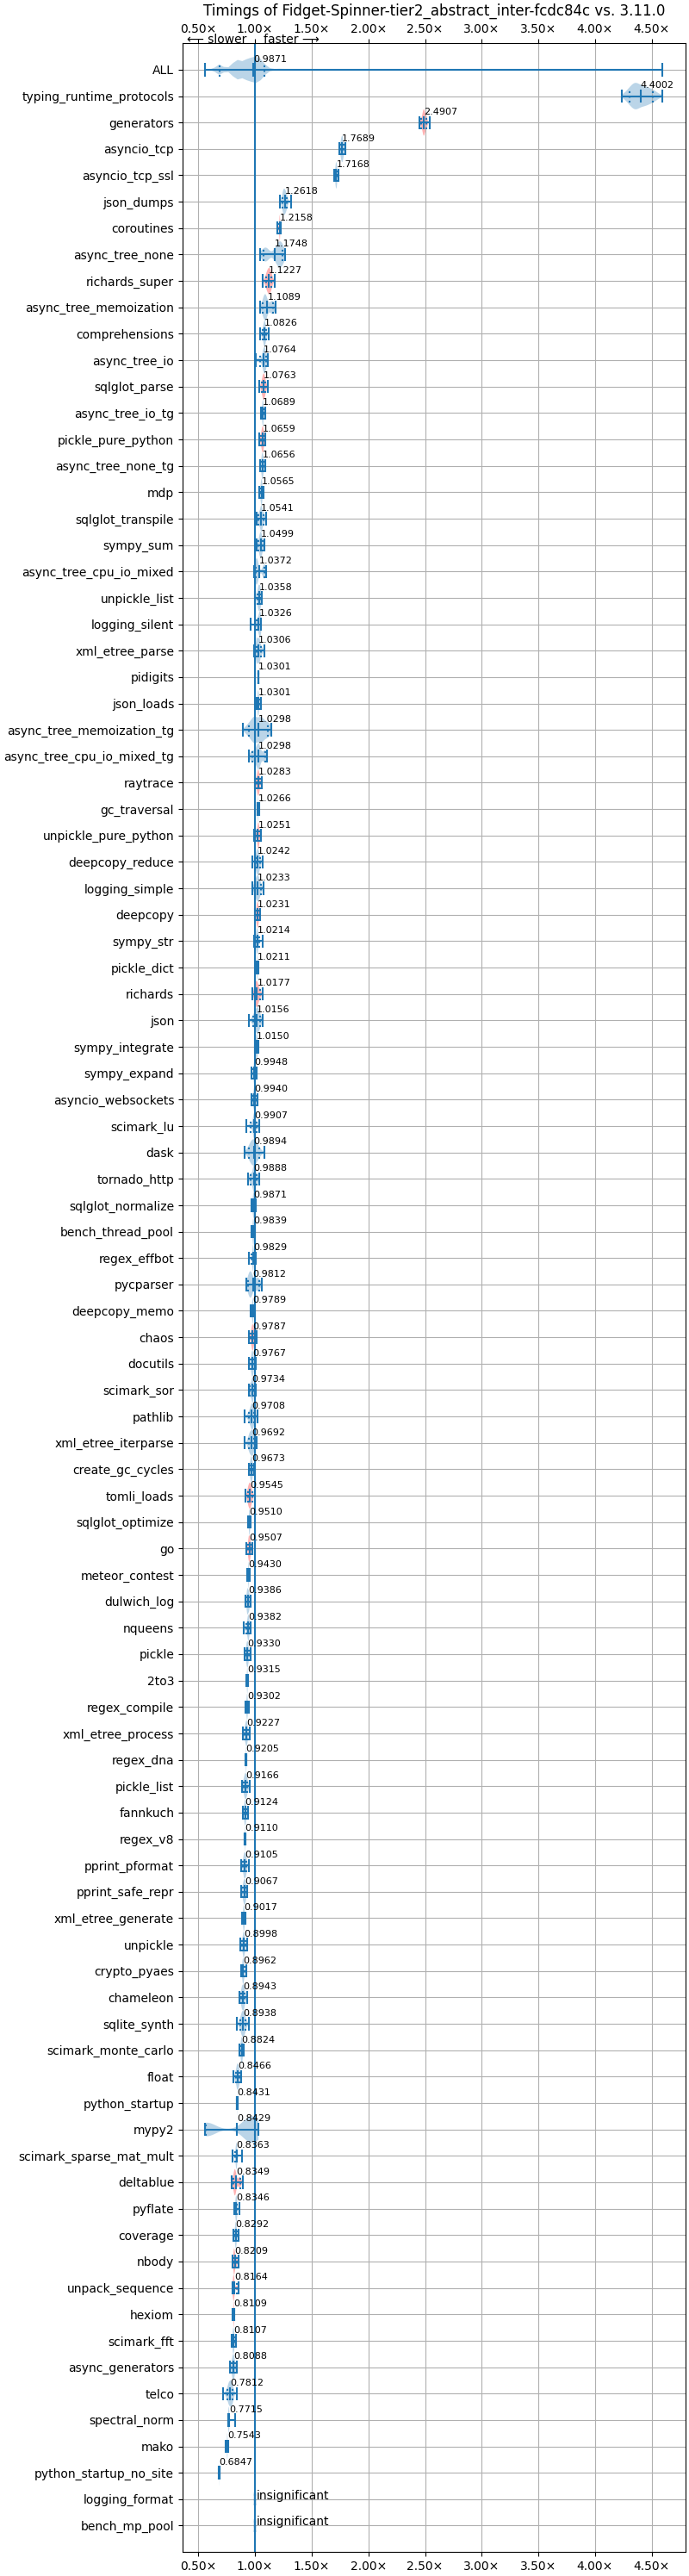 Timings of Fidget-Spinner-tier2_abstract_inter-fcdc84c vs. 3.11.0
0.50× 1.00× 1.50× 2.00× 2.50× 3.00× 3.50× 4.00× 4.50×
⟵ slower faster ⟶
ALL 0.9871
typing_runtime_protocols 4.4002
generators 2.4907
asyncio_tcp 1.7689
asyncio_tcp_ssl 1.7168
json_dumps 1.2618
coroutines 1.2158
async_tree_none 1.1748
richards_super 1.1227
async_tree_memoization 1.1089
comprehensions 1.0826
async_tree_io 1.0764
sqlglot_parse 1.0763
async_tree_io_tg 1.0689
pickle_pure_python 1.0659
async_tree_none_tg 1.0656
mdp 1.0565
sqlglot_transpile 1.0541
sympy_sum 1.0499
async_tree_cpu_io_mixed 1.0372
unpickle_list 1.0358
logging_silent 1.0326
xml_etree_parse 1.0306
pidigits 1.0301
json_loads 1.0301
async_tree_memoization_tg 1.0298
async_tree_cpu_io_mixed_tg 1.0298
raytrace 1.0283
gc_traversal 1.0266
unpickle_pure_python 1.0251
deepcopy_reduce 1.0242
logging_simple 1.0233
deepcopy 1.0231
sympy_str 1.0214
pickle_dict 1.0211
richards 1.0177
json 1.0156
sympy_integrate 1.0150
sympy_expand 0.9948
asyncio_websockets 0.9940
scimark_lu 0.9907
dask 0.9894
tornado_http 0.9888
sqlglot_normalize 0.9871
bench_thread_pool 0.9839
regex_effbot 0.9829
pycparser 0.9812
deepcopy_memo 0.9789
chaos 0.9787
docutils 0.9767
scimark_sor 0.9734
pathlib 0.9708
xml_etree_iterparse 0.9692
create_gc_cycles 0.9673
tomli_loads 0.9545
sqlglot_optimize 0.9510
go 0.9507
meteor_contest 0.9430
dulwich_log 0.9386
nqueens 0.9382
pickle 0.9330
2to3 0.9315
regex_compile 0.9302
xml_etree_process 0.9227
regex_dna 0.9205
pickle_list 0.9166
fannkuch 0.9124
regex_v8 0.9110
pprint_pformat 0.9105
pprint_safe_repr 0.9067
xml_etree_generate 0.9017
unpickle 0.8998
crypto_pyaes 0.8962
chameleon 0.8943
sqlite_synth 0.8938
scimark_monte_carlo 0.8824
float 0.8466
python_startup 0.8431
mypy2 0.8429
scimark_sparse_mat_mult 0.8363
deltablue 0.8349
pyflate 0.8346
coverage 0.8292
nbody 0.8209
unpack_sequence 0.8164
hexiom 0.8109
scimark_fft 0.8107
async_generators 0.8088
telco 0.7812
spectral_norm 0.7715
mako 0.7543
python_startup_no_site 0.6847
logging_format insignificant
bench_mp_pool insignificant
0.50× 1.00× 1.50× 2.00× 2.50× 3.00× 3.50× 4.00× 4.50×